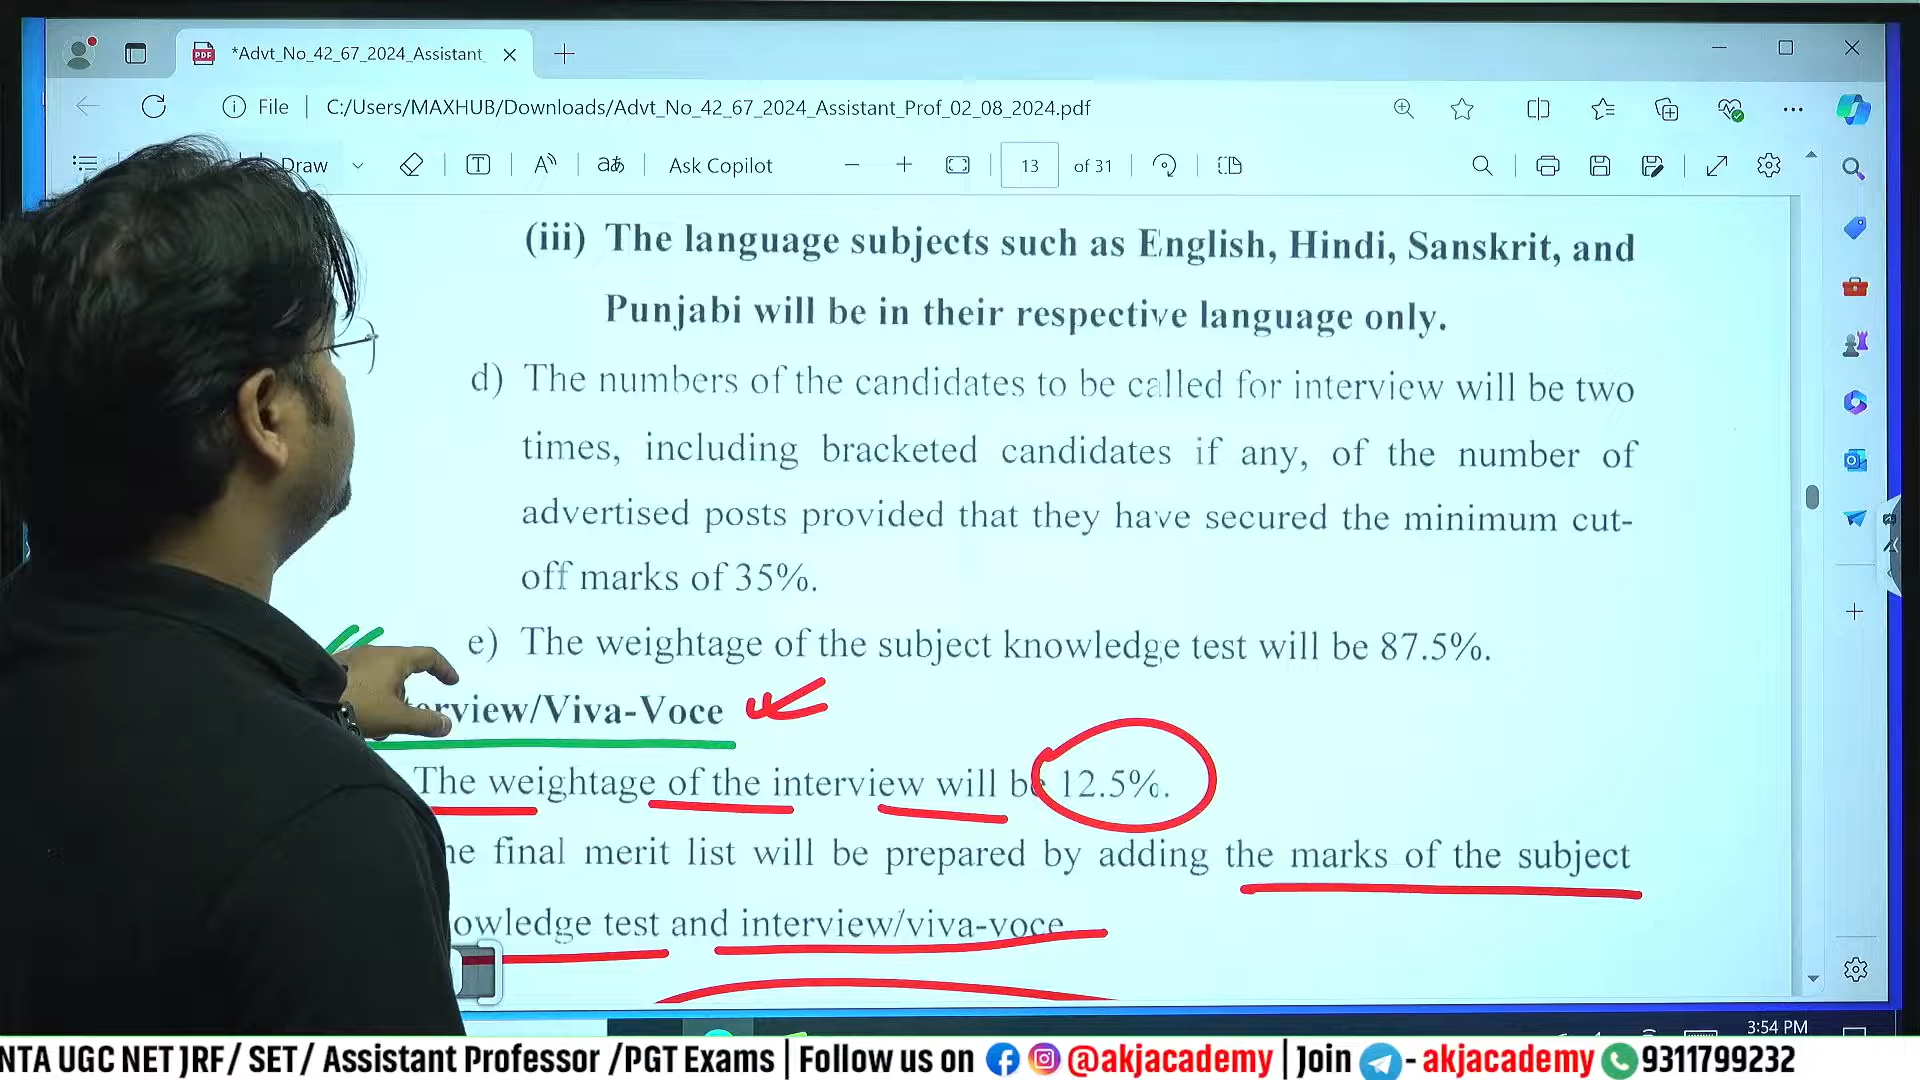 *Advt_No_42_67_2024_Assistant_
File C:/Users/MAXHUB/Downloads/Advt_No_42_67_2024_Assistant_Prof_02_08_2024.pdf
Draw aあ Ask Copilot 13 of 31
(iii) The language subjects such as English, Hindi, Sanskrit, and
Punjabi will be in their respective language only.
d) The numbers of the candidates to be called for interview will be two
times, including bracketed candidates if any, of the number of
advertised posts provided that they have secured the minimum cut-
off marks of 35%.
e) The weightage of the subject knowledge test will be 87.5%.
erview/Viva-Voce
The weightage of the interview will be 12.5%.
he final merit list will be prepared by adding the marks of the subject
owledge test and interview/viva-voce
3:54 PM
NTA UGC NET JRF/ SET/ Assistant Professor /PGT Exams | Follow us on @akjacademy | Join - akjacademy 9311799232